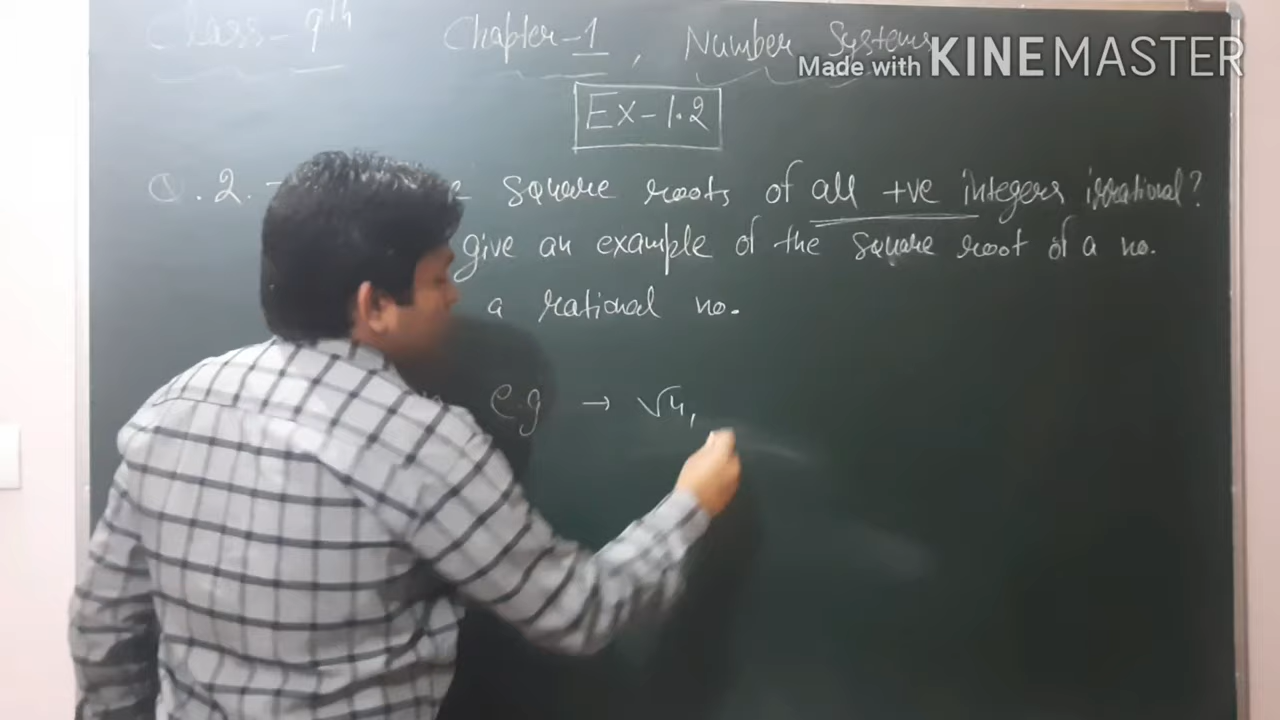 Class-9th Chapter-1, Number Systems
Made with KINEMASTER
Ex-1.2
Q.2. square roots of all +ve integers irrational?
give an example of the square root of a no.
a rational no.
e.g → √4,